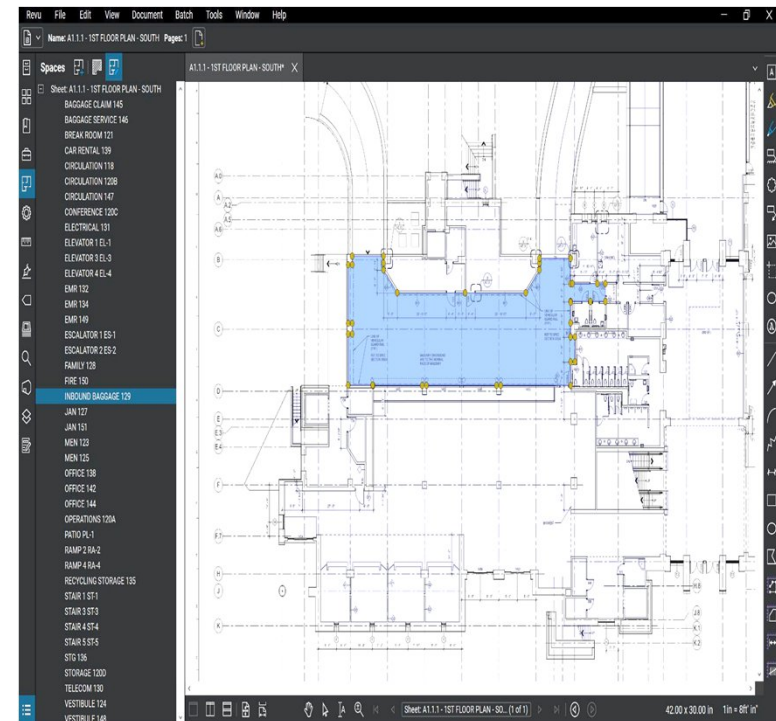 Revu File Edit View Document Batch Tools Window Help
Name: A1.1.1 - 1ST FLOOR PLAN - SOUTH Pages: 1
Spaces
A1.1.1 - 1ST FLOOR PLAN - SOUTH*
Sheet: A1.1.1 - 1ST FLOOR PLAN - SOUTH
BAGGAGE CLAIM 145
BAGGAGE SERVICE 146
BREAK ROOM 121
CAR RENTAL 139
CIRCULATION 118
CIRCULATION 120B
CIRCULATION 147
CONFERENCE 120C
ELECTRICAL 131
ELEVATOR 1 EL-1
ELEVATOR 3 EL-3
ELEVATOR 4 EL-4
EMR 132
EMR 134
EMR 149
ESCALATOR 1 ES-1
ESCALATOR 2 ES-2
FAMILY 128
FIRE 150
INBOUND BAGGAGE 129
JAN 127
JAN 151
MEN 123
MEN 125
OFFICE 138
OFFICE 142
OFFICE 144
OPERATIONS 120A
PATIO PL-1
RAMP 2 RA-2
RAMP 4 RA-4
RECYCLING STORAGE 135
STAIR 1 ST-1
STAIR 3 ST-3
STAIR 4 ST-4
STAIR 5 ST-5
STG 136
STORAGE 120D
TELECOM 130
VESTIBULE 124
VESTIBULE 148
A
B
C
D
E
F
H
J
K
Sheet: A1.1.1 - 1ST FLOOR PLAN - SO... (1 of 1)
42.00 x 30.00 in 1in = 8ft' in"